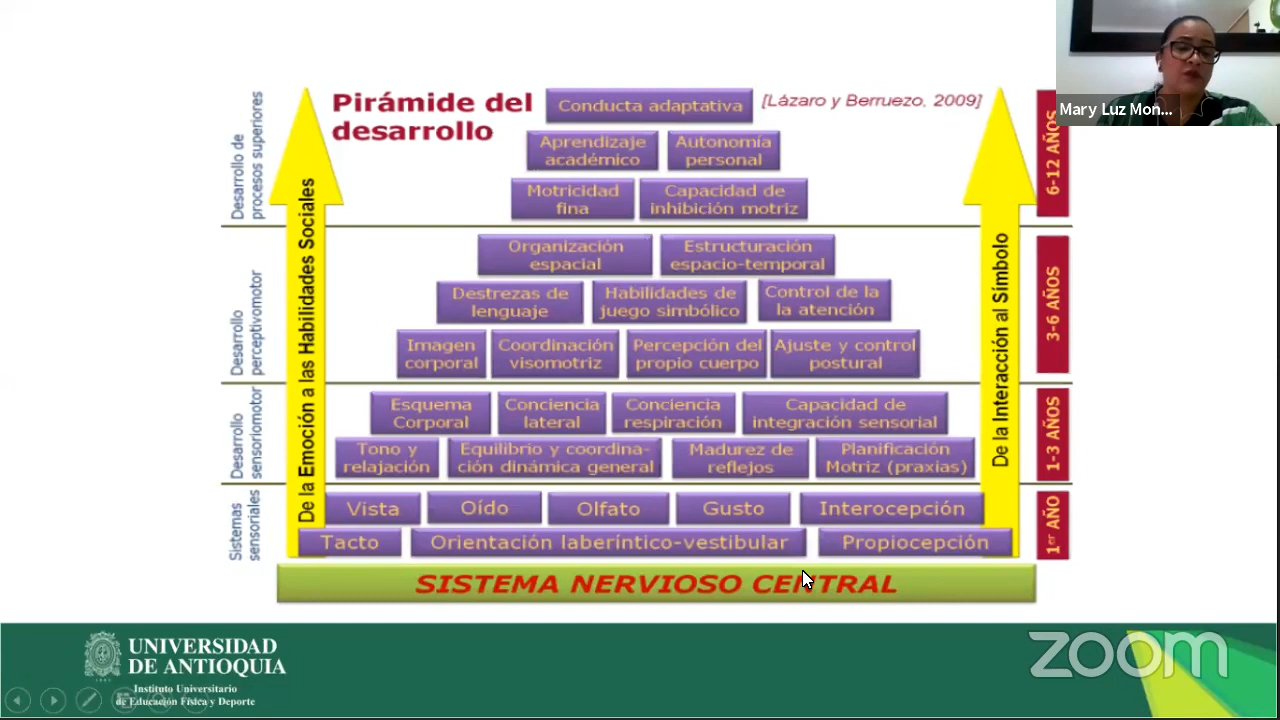 Mary Luz Mon...
Pirámide del
desarrollo
[Lázaro y Berruezo, 2009]
Desarrollo de
procesos superiores
Conducta adaptativa
Aprendizaje
académico
Autonomía
personal
Motricidad
fina
Capacidad de
inhibición motriz
6-12 AÑOS
De la Emoción a las Habilidades Sociales
De la Interacción al Símbolo
Desarrollo
perceptivomotor
Organización
espacial
Estructuración
espacio-temporal
Destrezas de
lenguaje
Habilidades de
juego simbólico
Control de la
la atención
Imagen
corporal
Coordinación
visomotriz
Percepción del
propio cuerpo
Ajuste y control
postural
3-6 AÑOS
Desarrollo
sensoriomotor
Esquema
Corporal
Conciencia
lateral
Conciencia
respiración
Capacidad de
integración sensorial
Tono y
relajación
Equilibrio y coordina-
ción dinámica general
Madurez de
reflejos
Planificación
Motriz (praxias)
1-3 AÑOS
Sistemas
sensoriales
Vista
Oído
Olfato
Gusto
Interocepción
Tacto
Orientación laberíntico-vestibular
Propiocepción
1er AÑO
SISTEMA NERVIOSO CENTRAL
UNIVERSIDAD
DE ANTIOQUIA
Instituto Universitario
de Educación Física y Deporte
zoom